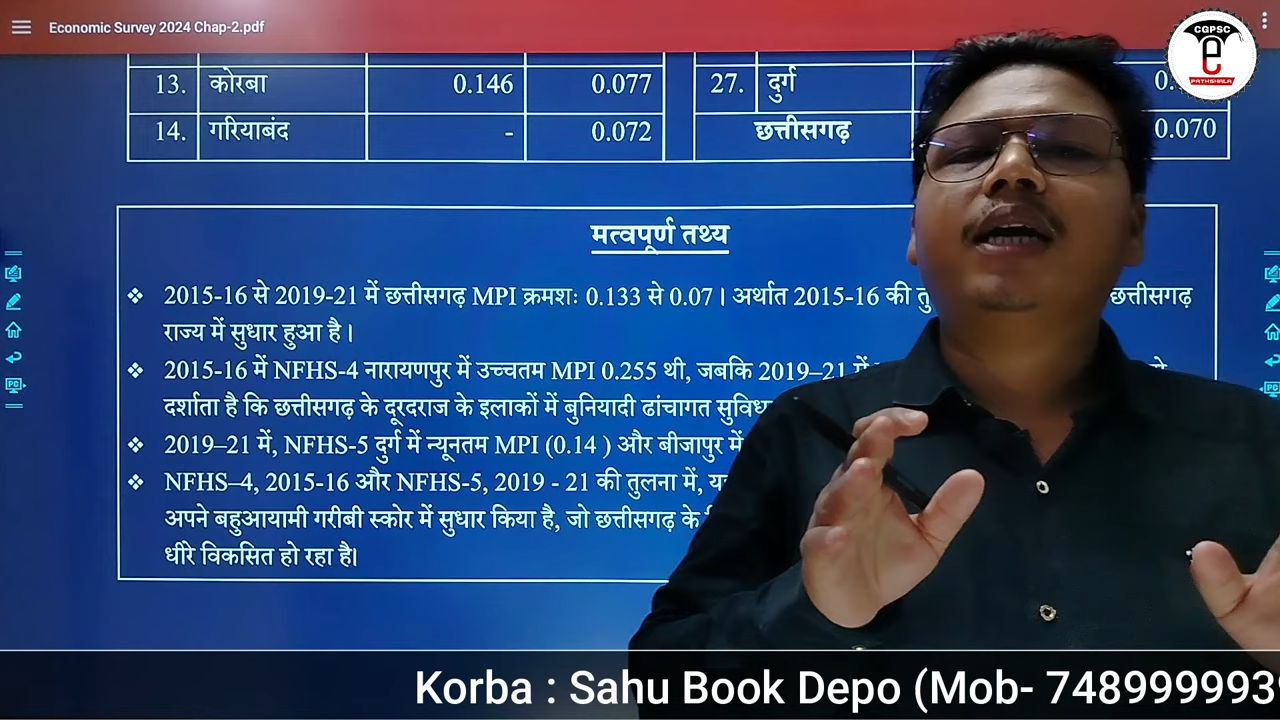 Economic Survey 2024 Chap-2.pdf
CGPSC
e
PATHSHALA
13. कोरबा 0.146 0.077 27. दुर्ग
14. गरियाबंद - 0.072 छत्तीसगढ़ 0.070
मत्वपूर्ण तथ्य
❖ 2015-16 से 2019-21 में छत्तीसगढ़ MPI क्रमशः 0.133 से 0.07 । अर्थात 2015-16 की छत्तीसगढ़
राज्य में सुधार हुआ है ।
❖ 2015-16 में NFHS-4 नारायणपुर में उच्चतम MPI 0.255 थी, जबकि 2019–21 में
दर्शाता है कि छत्तीसगढ़ के दूरदराज के इलाकों में बुनियादी ढांचागत
❖ 2019–21 में, NFHS-5 दुर्ग में न्यूनतम MPI (0.14 ) और बीजापुर में
❖ NFHS–4, 2015-16 और NFHS-5, 2019 - 21 की तुलना में,
अपने बहुआयामी गरीबी स्कोर में सुधार किया है, जो छत्तीसगढ़ के
धीरे विकसित हो रहा है।
Korba : Sahu Book Depo (Mob- 748999993